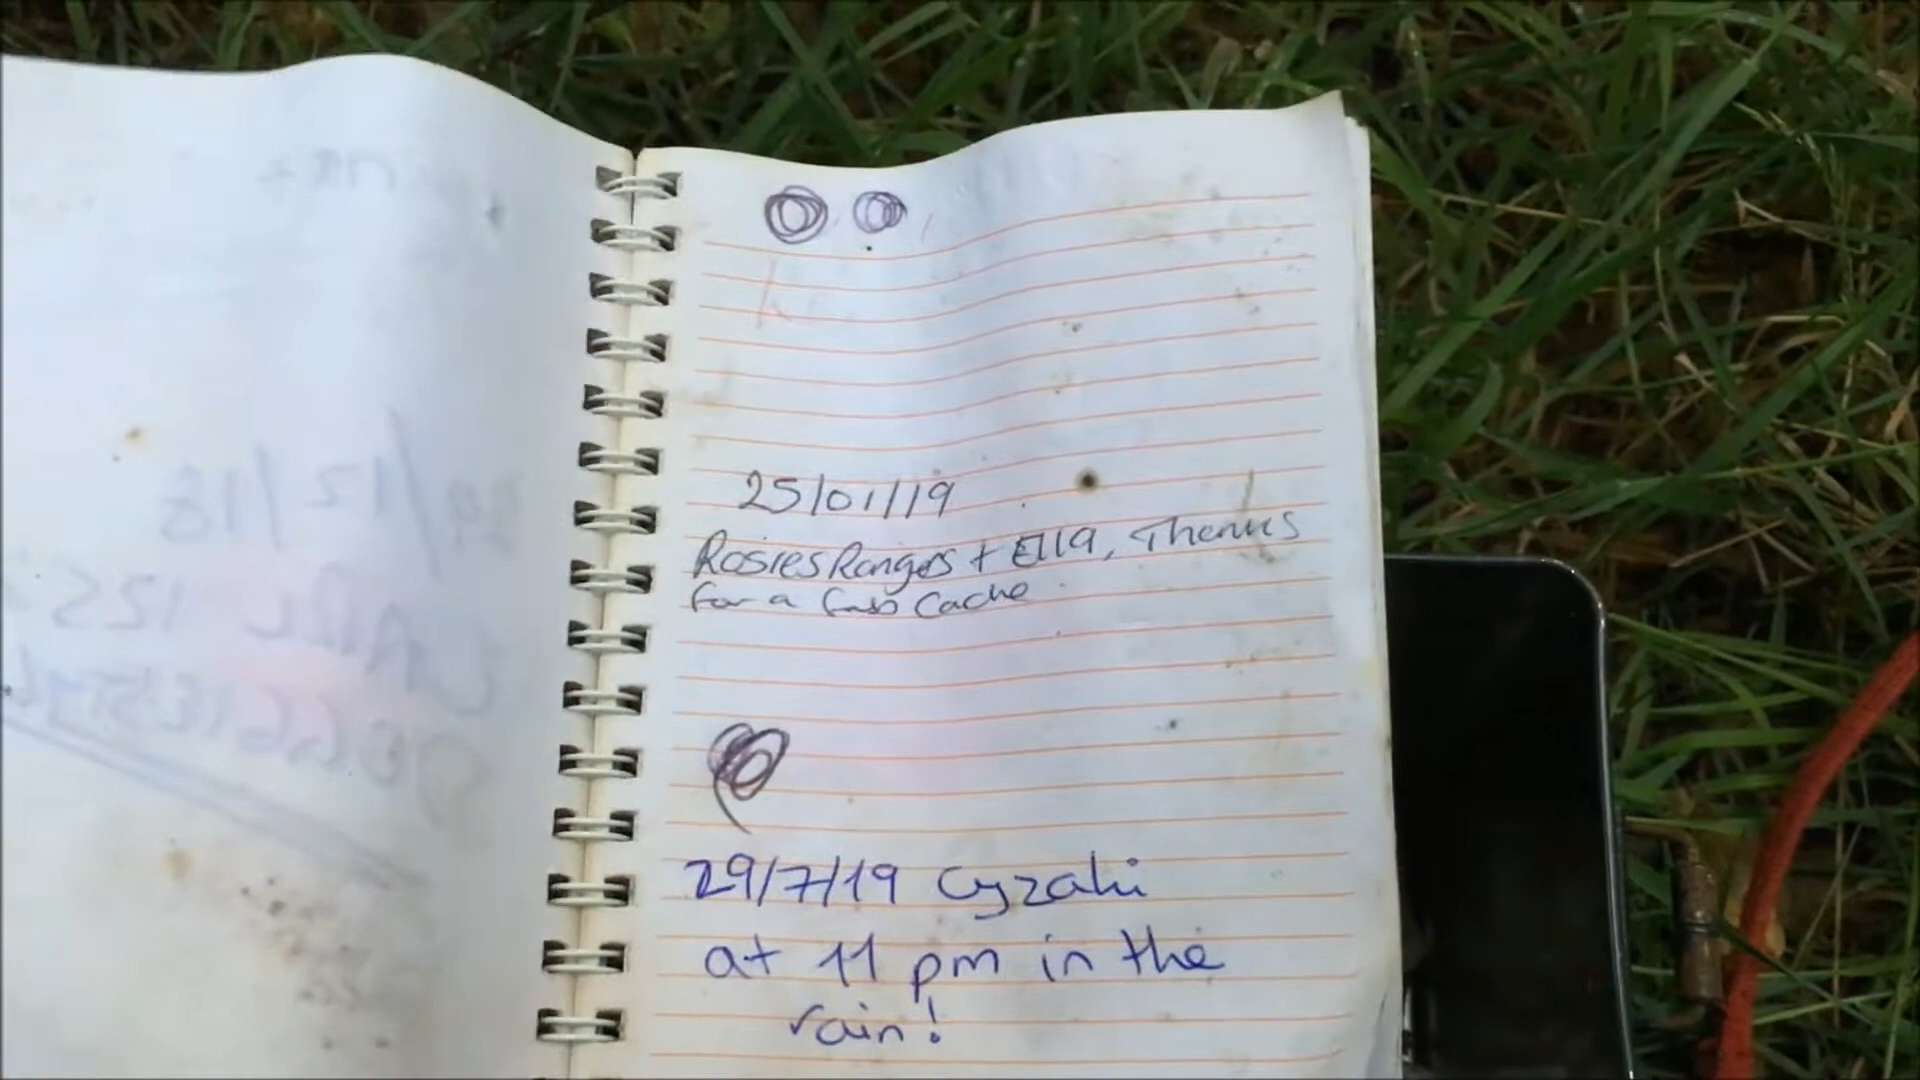 25/01/19
Rosies Rangers + Ella, Thanks
for a fab Cache
29/7/19 Cyzaki
at 11 pm in the
rain!